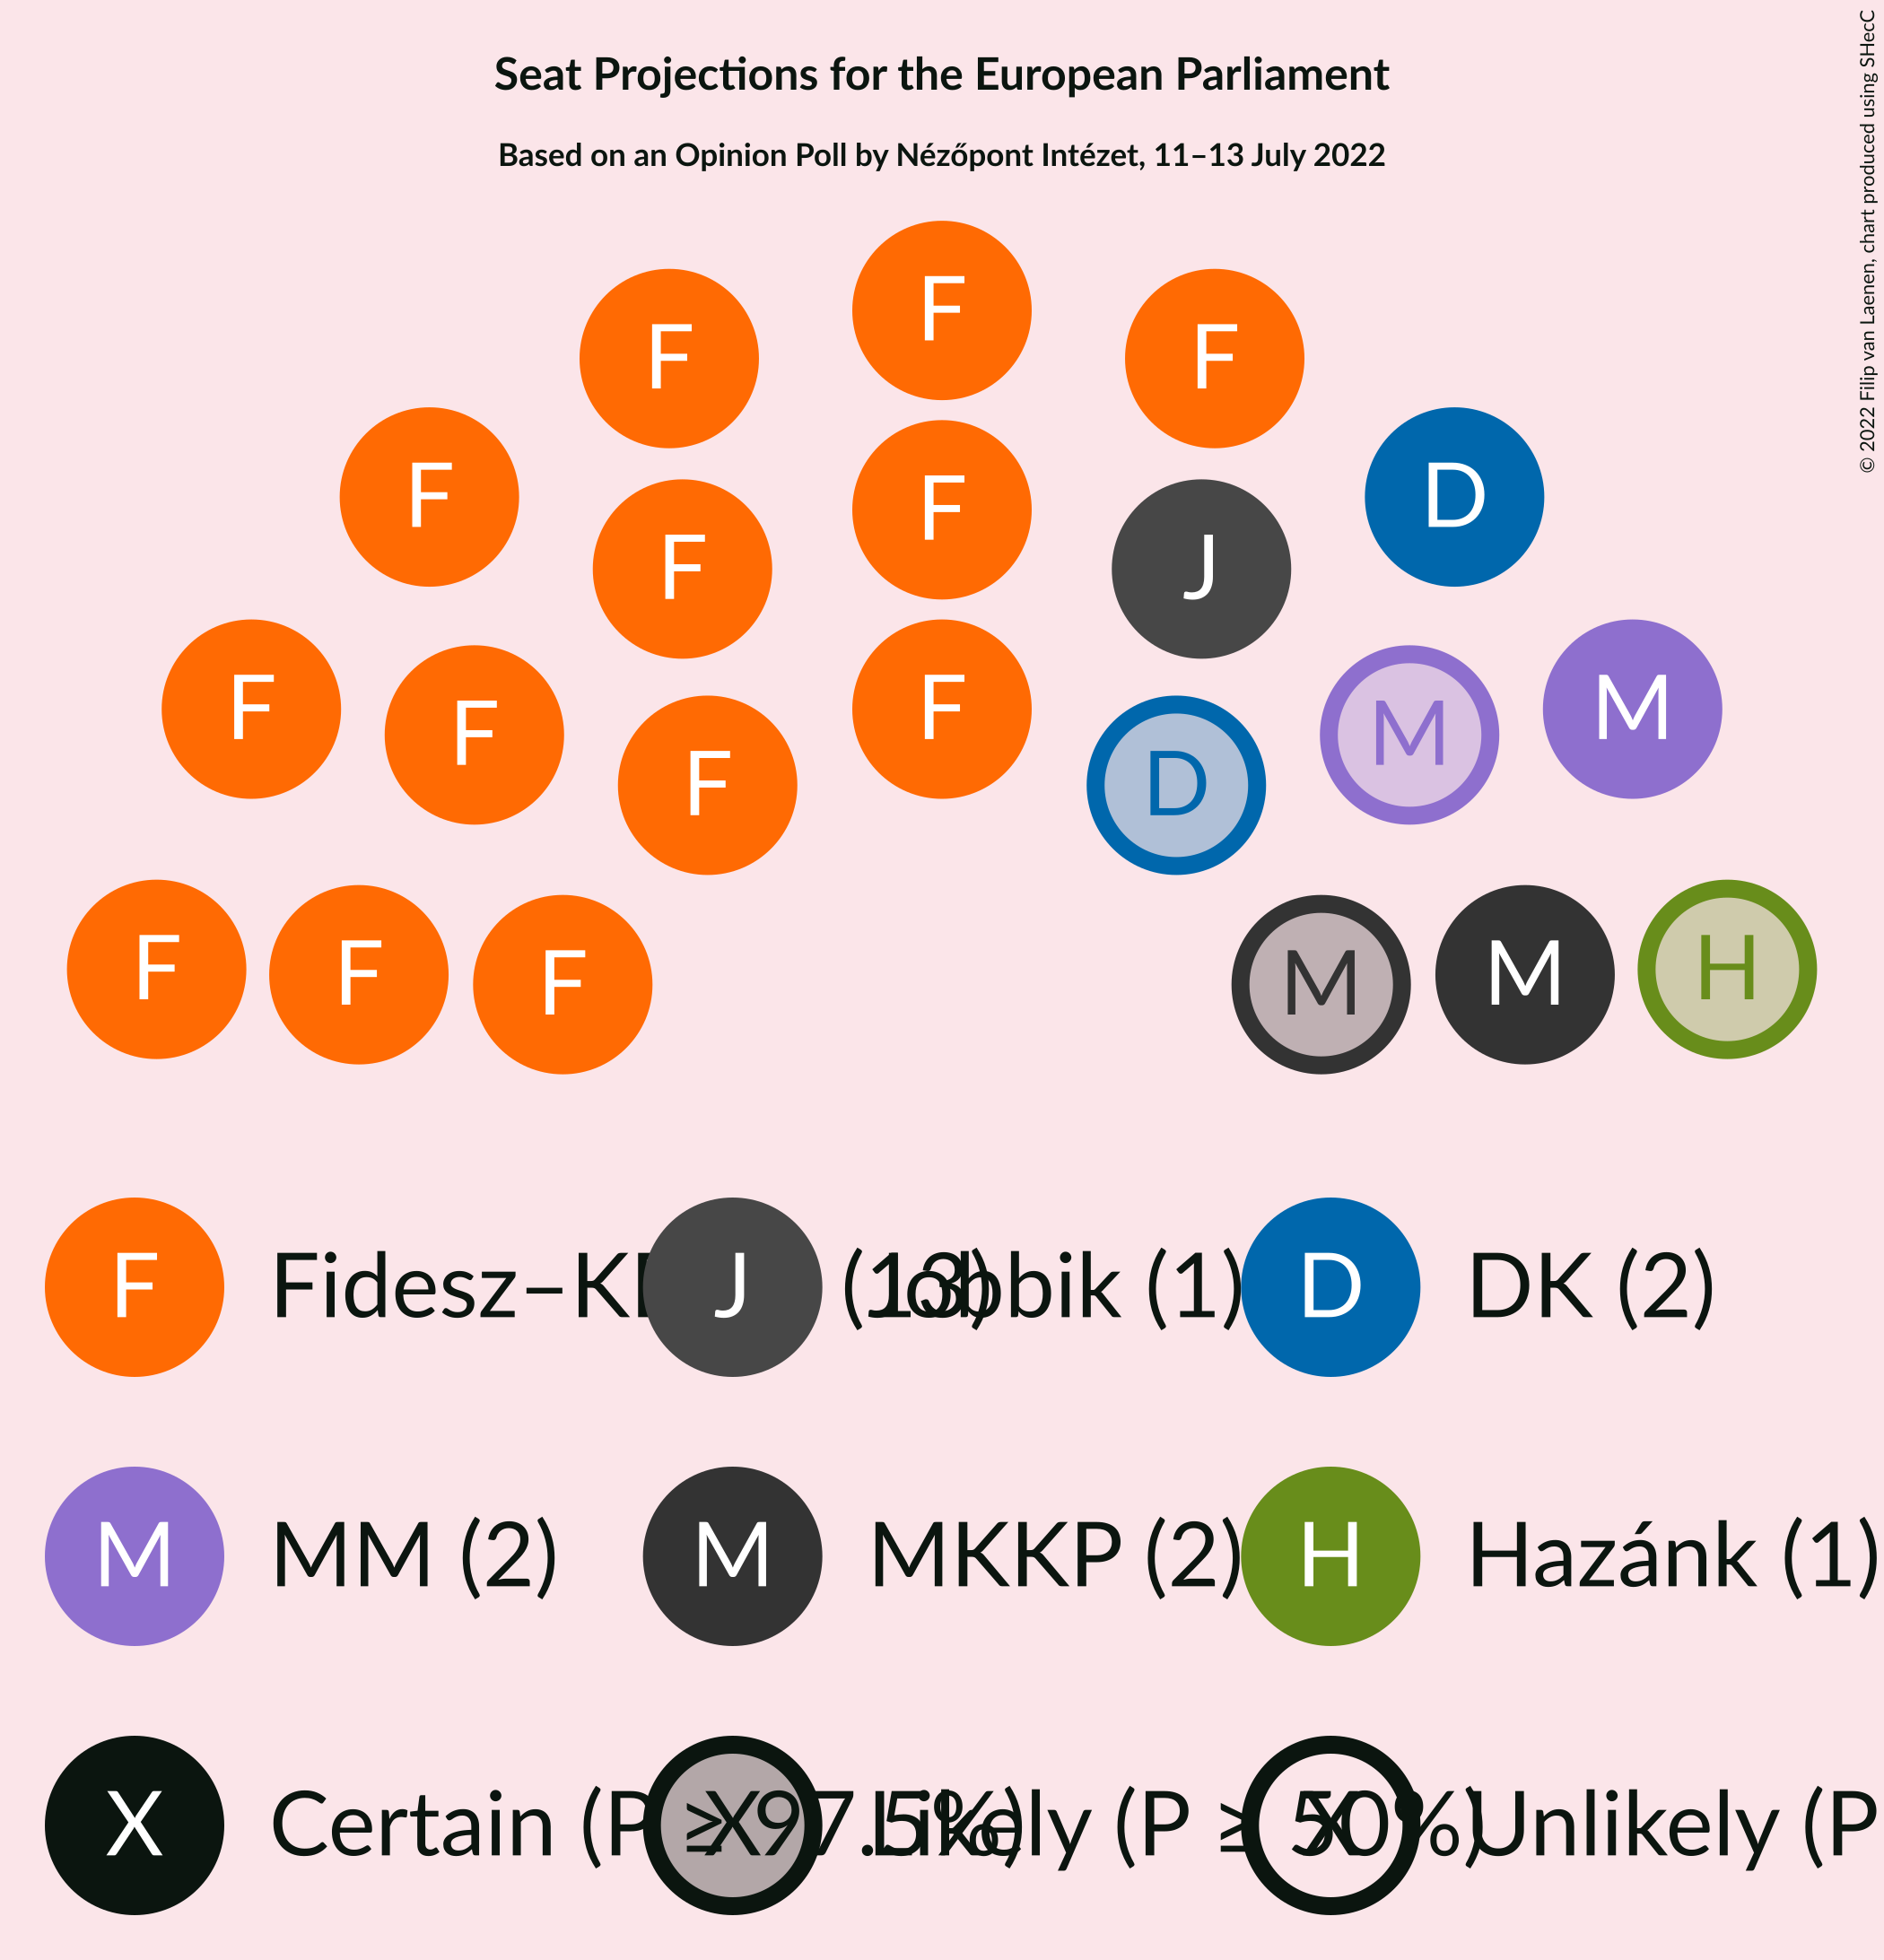 Seat Projections for the European Parliament
Based on an Opinion Poll by Nézőpont Intézet, 11–13 July 2022
© 2022 Filip van Laenen, chart produced using SHecC
F
F F
F D
F
F J
F M
F F
F M
F D
F M H
F F M
F Fidesz–K (13) J Jobbik (1) D DK (2)
M MM (2) M MKKP (2) H Hazánk (1)
X Certain (P ≥ 97.5%) X Likely (P ≥ 50%) X Unlikely (P